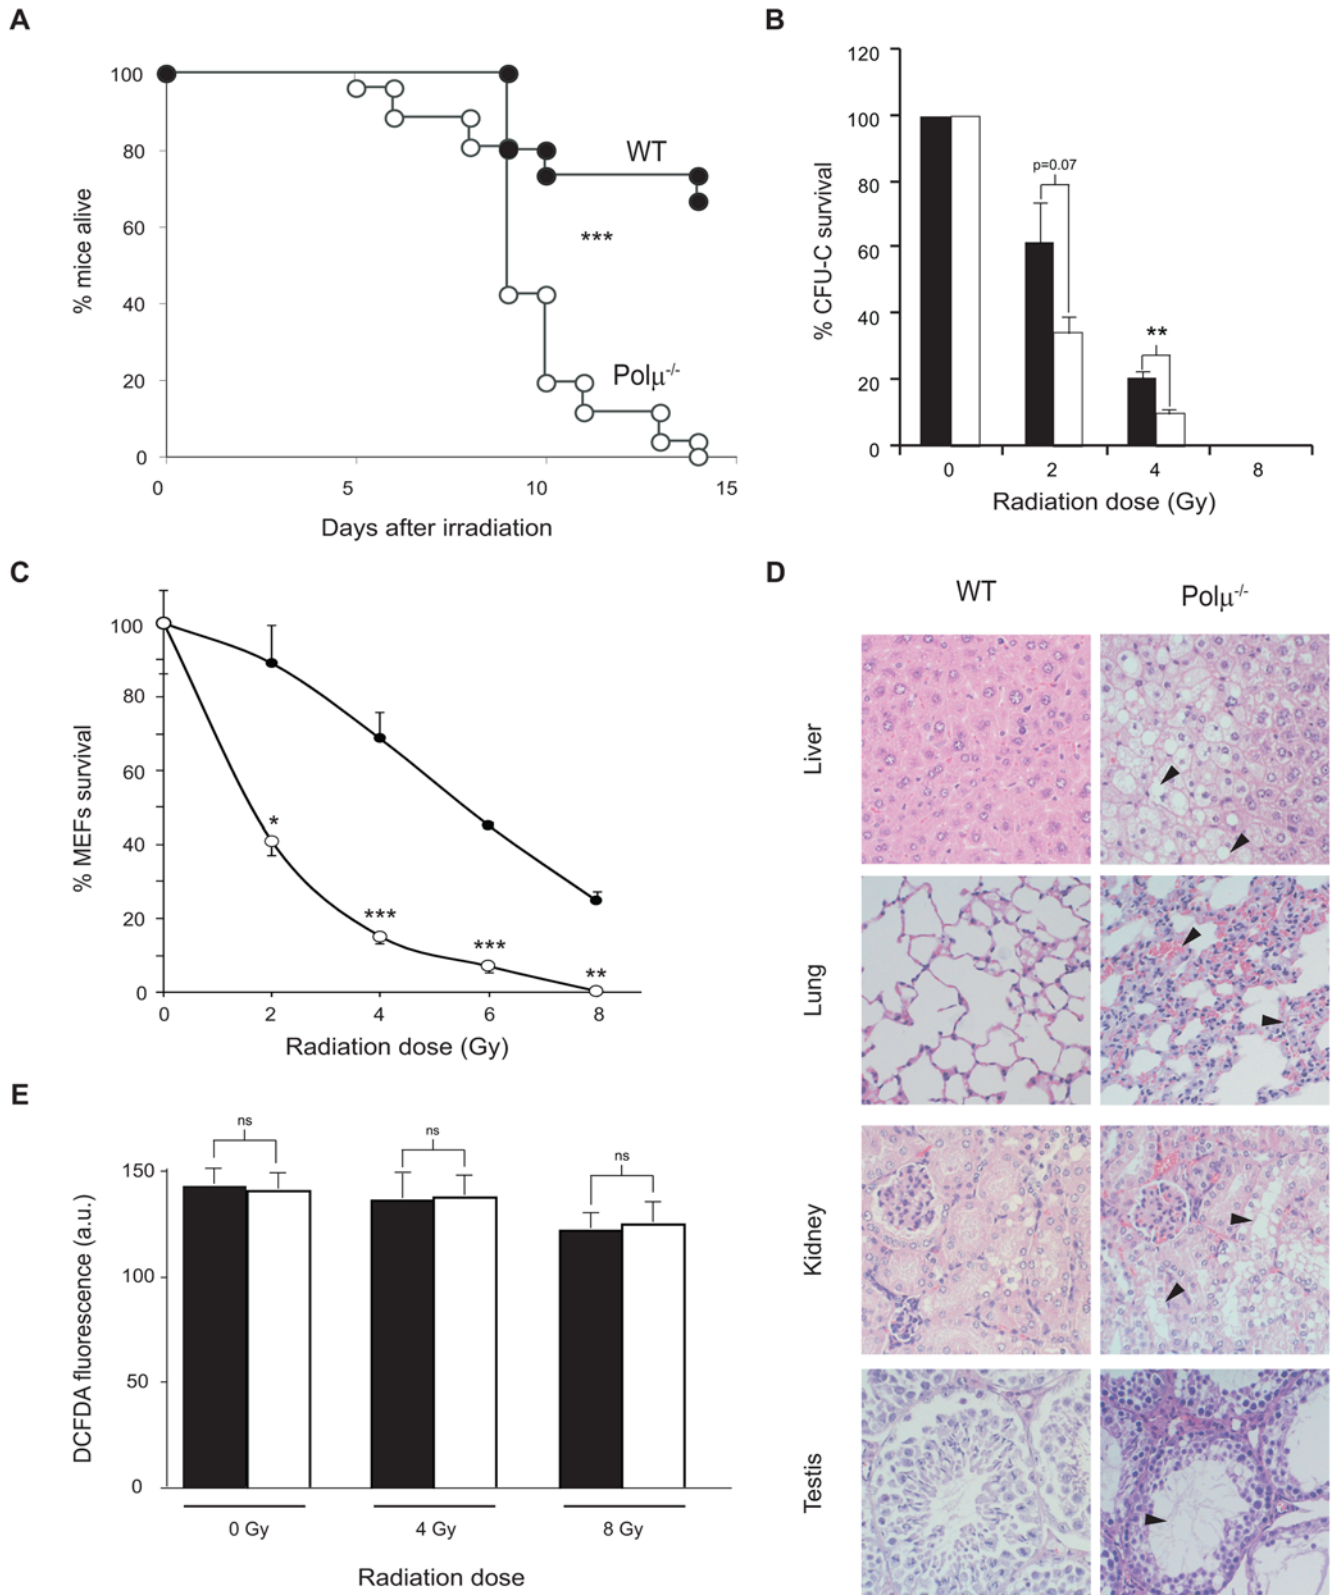 A
% mice alive
100
80
60
40
20
0
WT
***
Polμ-/-
0 5 10 15
Days after irradiation
B
% CFU-C survival
120
100
80
60
40
20
0
p=0.07
**
0 2 4 8
Radiation dose (Gy)
C
% MEFs survival
100
80
60
40
20
0
*
***
***
**
0 2 4 6 8
Radiation dose (Gy)
D
WT Polμ-/-
Liver
Lung
Kidney
Testis
E
DCFDA fluorescence (a.u.)
150
100
50
0
ns ns ns
0 Gy 4 Gy 8 Gy
Radiation dose